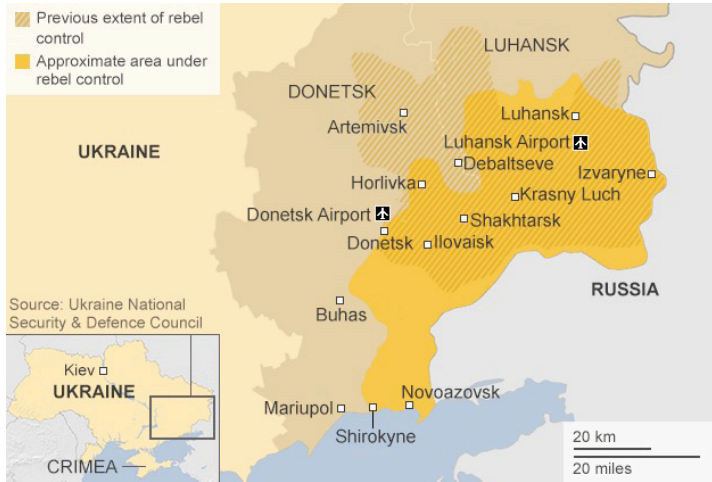 Previous extent of rebel
control
Approximate area under
rebel control
LUHANSK
DONETSK
Artemivsk
Luhansk
UKRAINE
Luhansk Airport
Debaltseve
Izvaryne
Horlivka
Krasny Luch
Donetsk Airport
Shakhtarsk
Donetsk
Ilovaisk
RUSSIA
Buhas
Source: Ukraine National
Security & Defence Council
Kiev
UKRAINE
CRIMEA
Mariupol
Novoazovsk
Shirokyne
20 km
20 miles